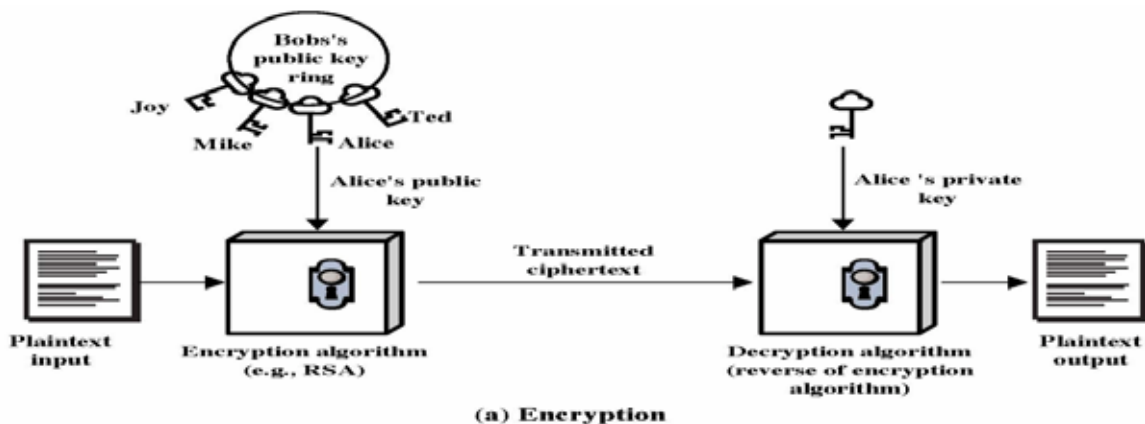 Bobs's
public key
ring
Joy
Ted
Mike
Alice
Alice's public
key
Alice 's private
key
Transmitted
ciphertext
Plaintext
input
Encryption algorithm
(e.g., RSA)
Decryption algorithm
(reverse of encryption
algorithm)
Plaintext
output
(a) Encryption